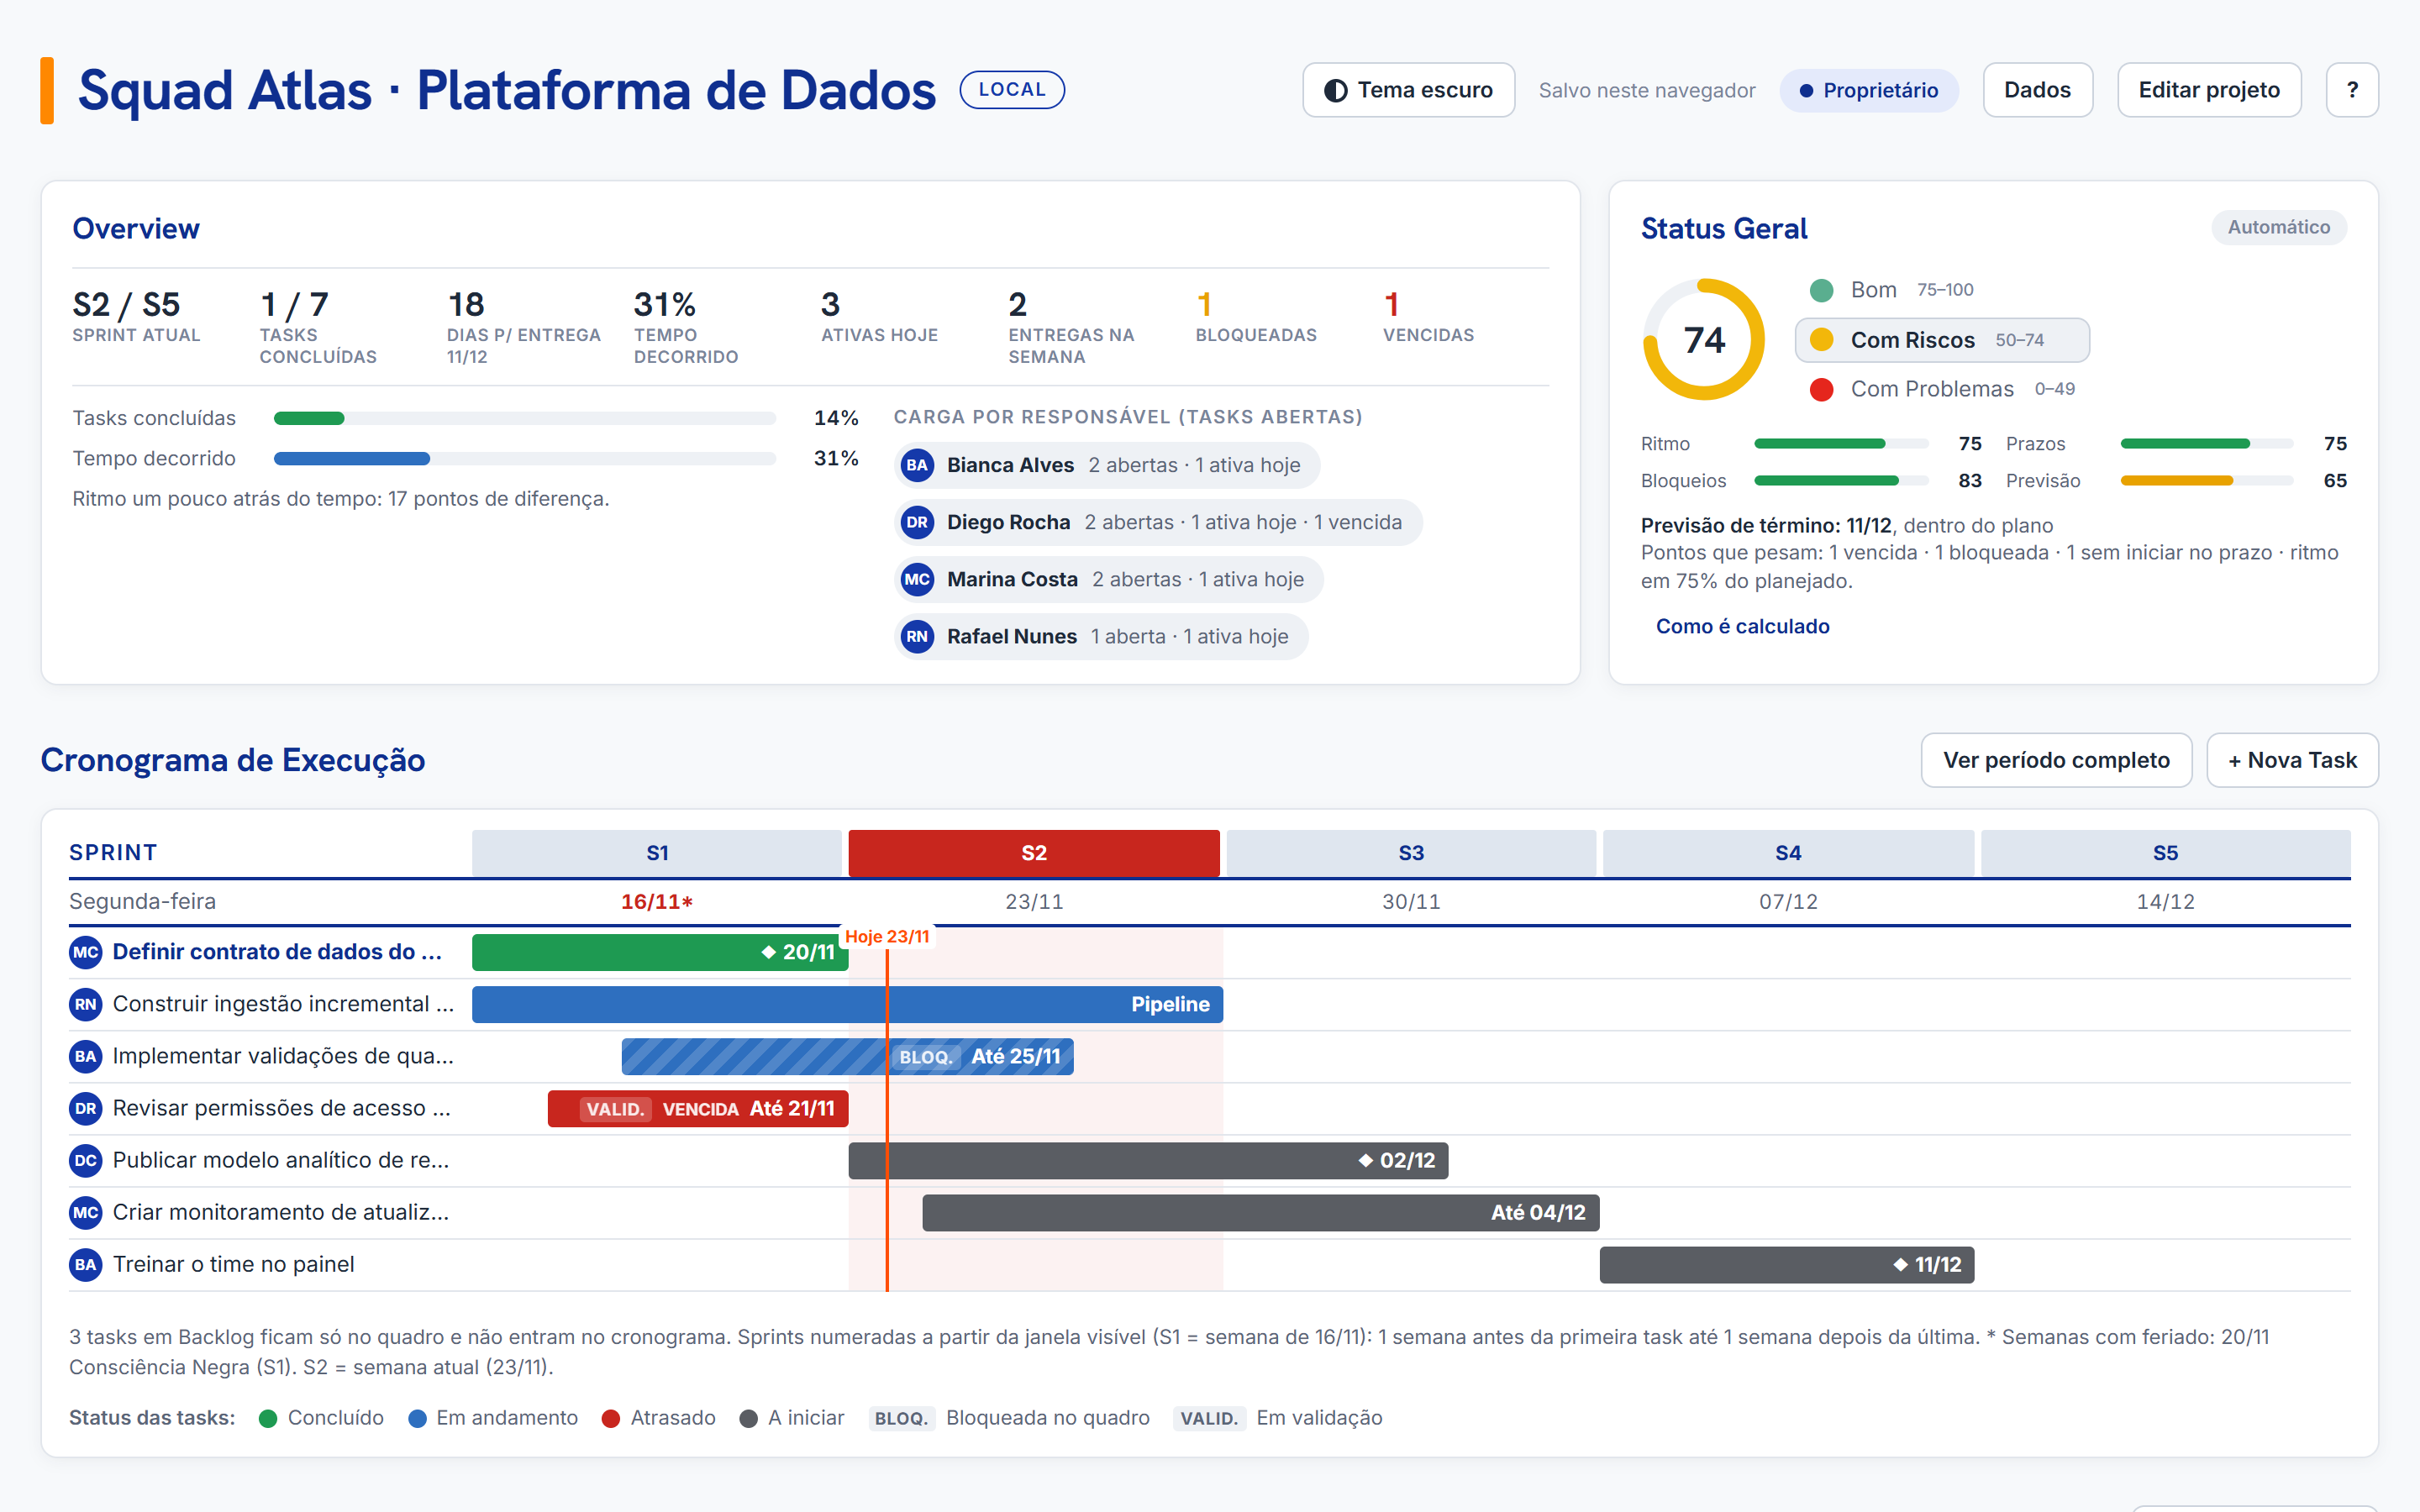 Squad Atlas · Plataforma de Dados
LOCAL
Tema escuro
Salvo neste navegador
Proprietário
Dados
Editar projeto
?
Overview
S2 / S5
SPRINT ATUAL
1 / 7
TASKS
CONCLUÍDAS
18
DIAS P/ ENTREGA
11/12
31%
TEMPO
DECORRIDO
3
ATIVAS HOJE
2
ENTREGAS NA
SEMANA
1
BLOQUEADAS
1
VENCIDAS
Tasks concluídas 14%
Tempo decorrido 31%
Ritmo um pouco atrás do tempo: 17 pontos de diferença.
CARGA POR RESPONSÁVEL (TASKS ABERTAS)
BA Bianca Alves 2 abertas · 1 ativa hoje
DR Diego Rocha 2 abertas · 1 ativa hoje · 1 vencida
MC Marina Costa 2 abertas · 1 ativa hoje
RN Rafael Nunes 1 aberta · 1 ativa hoje
Status Geral
Automático
74
Bom 75–100
Com Riscos 50–74
Com Problemas 0–49
Ritmo 75 Prazos 75
Bloqueios 83 Previsão 65
Previsão de término: 11/12, dentro do plano
Pontos que pesam: 1 vencida · 1 bloqueada · 1 sem iniciar no prazo · ritmo
em 75% do planejado.
Como é calculado
Cronograma de Execução
Ver período completo
+ Nova Task
SPRINT S1 S2 S3 S4 S5
Segunda-feira 16/11* 23/11 30/11 07/12 14/12
Hoje 23/11
MC Definir contrato de dados do ... ◆ 20/11
RN Construir ingestão incremental ... Pipeline
BA Implementar validações de qua... BLOQ. Até 25/11
DR Revisar permissões de acesso ... VALID. VENCIDA Até 21/11
DC Publicar modelo analítico de re... ◆ 02/12
MC Criar monitoramento de atualiz... Até 04/12
BA Treinar o time no painel ◆ 11/12
3 tasks em Backlog ficam só no quadro e não entram no cronograma. Sprints numeradas a partir da janela visível (S1 = semana de 16/11): 1 semana antes da primeira task até 1 semana depois da última. * Semanas com feriado: 20/11
Consciência Negra (S1). S2 = semana atual (23/11).
Status das tasks: Concluído Em andamento Atrasado A iniciar BLOQ. Bloqueada no quadro VALID. Em validação